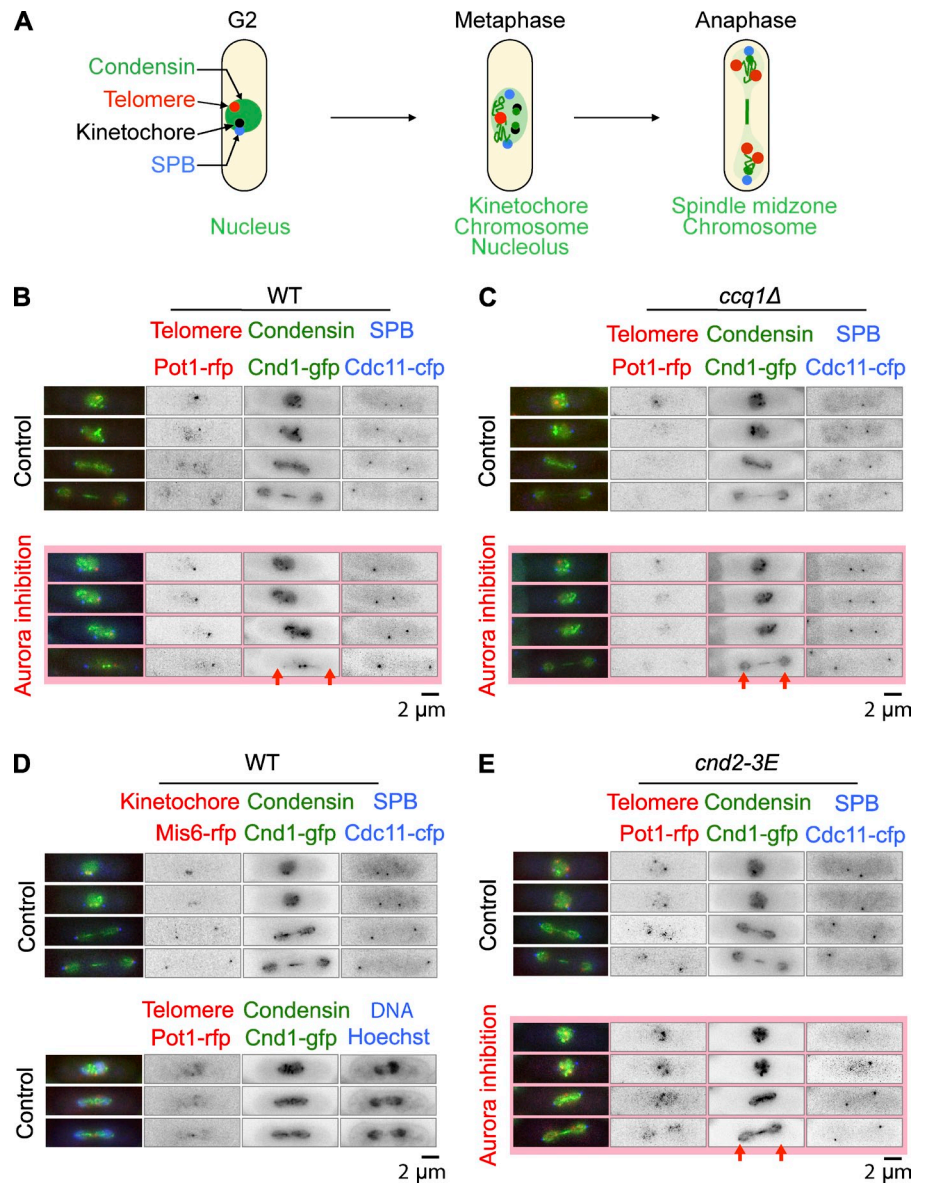 A
G2
Metaphase
Anaphase
Condensin
Telomere
Kinetochore
SPB
Nucleus
Kinetochore
Chromosome
Nucleolus
Spindle midzone
Chromosome
B
WT
Telomere Condensin SPB
Pot1-rfp Cnd1-gfp Cdc11-cfp
Control
Aurora inhibition
2 μm
C
ccq1Δ
Telomere Condensin SPB
Pot1-rfp Cnd1-gfp Cdc11-cfp
Control
Aurora inhibition
2 μm
D
WT
Kinetochore Condensin SPB
Mis6-rfp Cnd1-gfp Cdc11-cfp
Control
Telomere Condensin DNA
Pot1-rfp Cnd1-gfp Hoechst
Control
2 μm
E
cnd2-3E
Telomere Condensin SPB
Pot1-rfp Cnd1-gfp Cdc11-cfp
Control
Aurora inhibition
2 μm